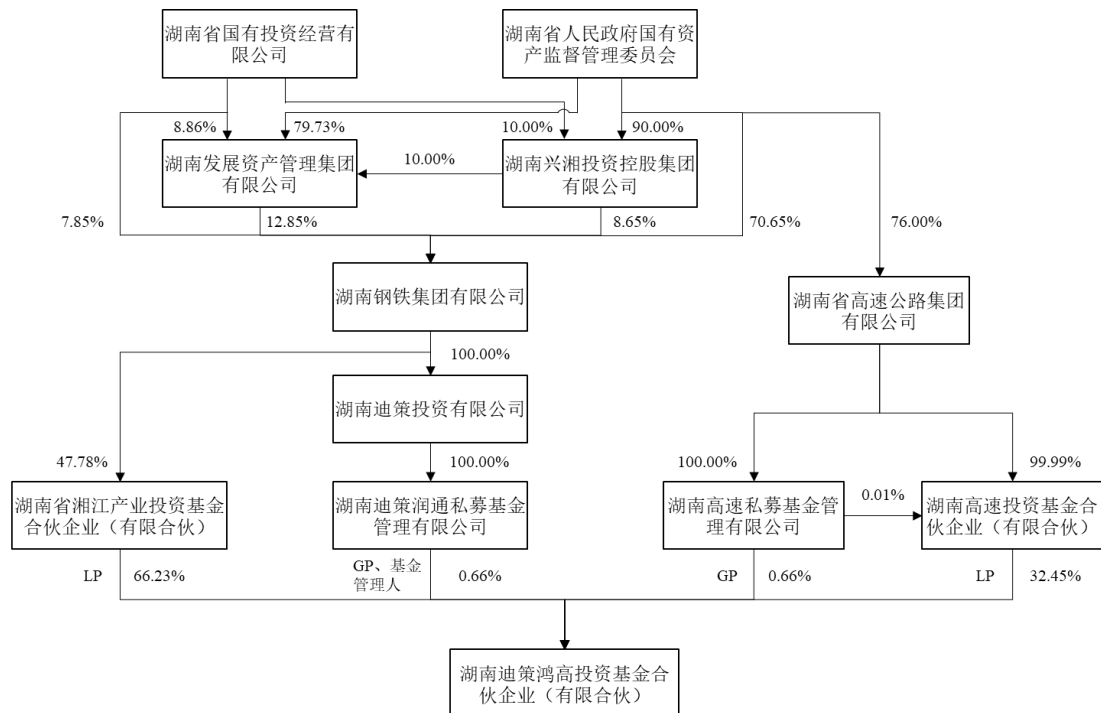 湖南省国有投资经营有
限公司
湖南省人民政府国有资
产监督管理委员会
8.86%
79.73%
10.00%
90.00%
湖南发展资产管理集团
有限公司
10.00%
湖南兴湘投资控股集团
有限公司
7.85%
12.85%
8.65%
70.65%
76.00%
湖南钢铁集团有限公司
湖南省高速公路集团
有限公司
100.00%
湖南迪策投资有限公司
47.78%
100.00%
100.00%
99.99%
湖南省湘江产业投资基金
合伙企业（有限合伙）
湖南迪策润通私募基金
管理有限公司
湖南高速私募基金管
理有限公司
0.01%
湖南高速投资基金合
伙企业（有限合伙）
LP
66.23%
GP、基金
管理人
0.66%
GP
0.66%
LP
32.45%
湖南迪策鸿高投资基金合
伙企业（有限合伙）